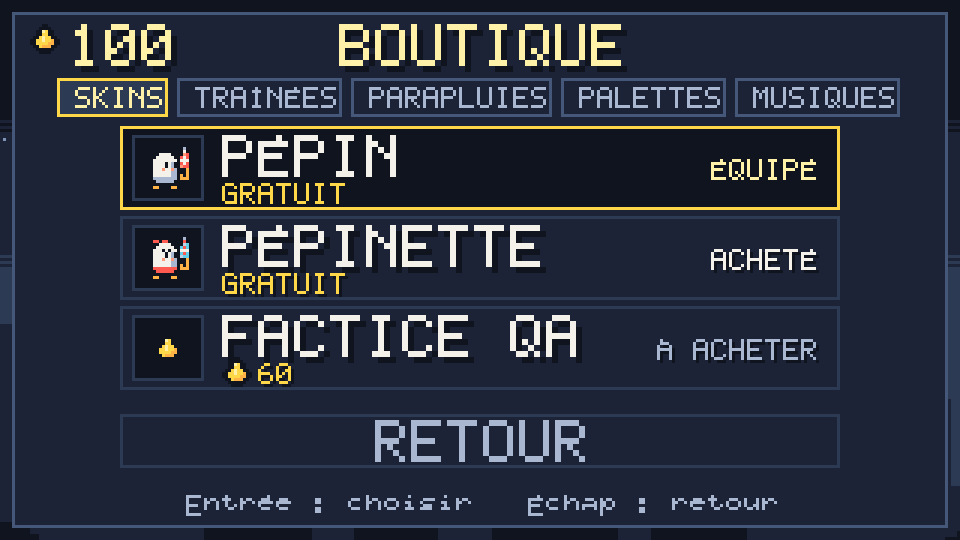 100 BOUTIQUE
SKINS TRAINÉES PARAPLUIES PALETTES MUSIQUES
PÉPIN
GRATUIT
ÉQUIPÉ
PÉPINETTE
GRATUIT
ACHETÉ
FACTICE QA
60
À ACHETER
RETOUR
Entrée : choisir Échap : retour